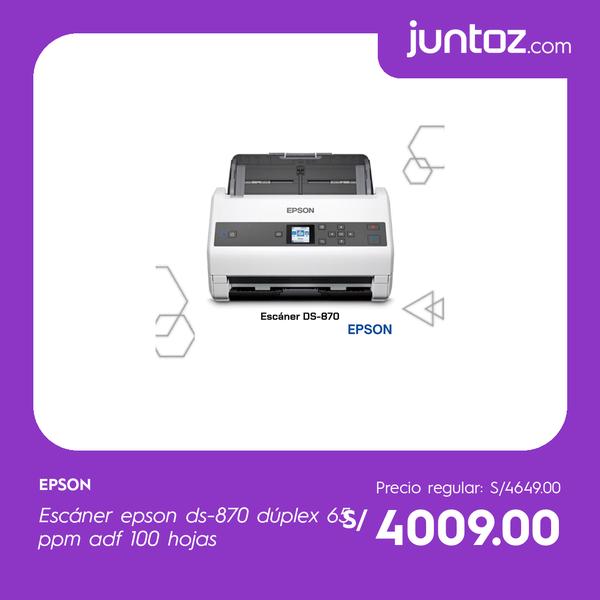 juntoz.com
EPSON
Escáner DS-870
EPSON
EPSON
Escáner epson ds-870 dúplex 65
ppm adf 100 hojas
Precio regular: S/4649.00
S/ 4009.00